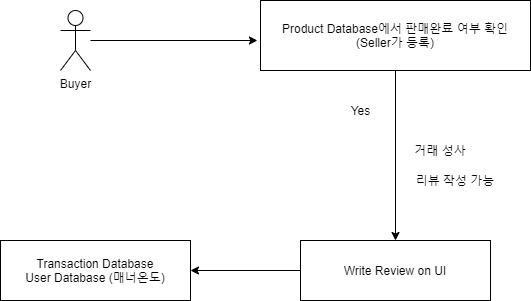 Product Database에서 판매완료 여부 확인
(Seller가 등록)
Buyer
Yes
거래 성사
리뷰 작성 가능
Transaction Database
User Database (매너온도)
Write Review on UI